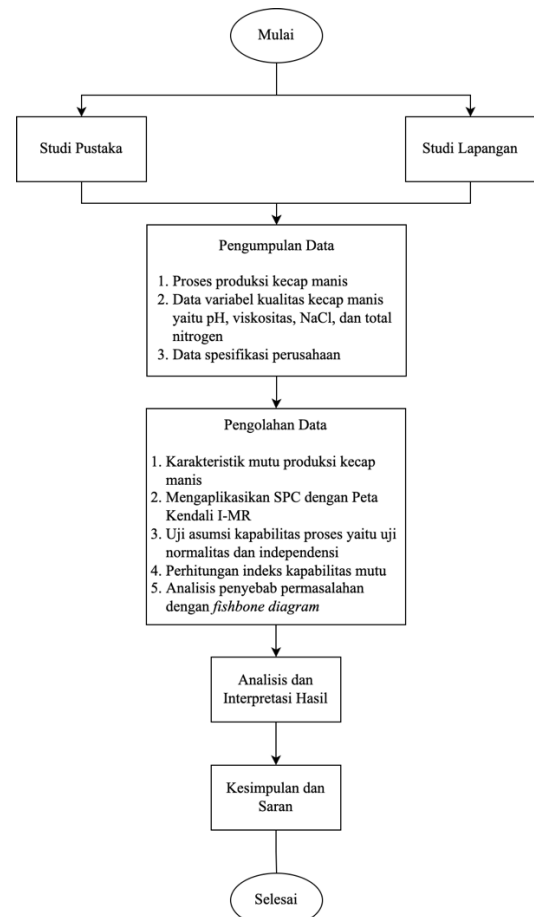 Mulai
Studi Pustaka
Studi Lapangan
Pengumpulan Data
1. Proses produksi kecap manis
2. Data variabel kualitas kecap manis
yaitu pH, viskositas, NaCl, dan total
nitrogen
3. Data spesifikasi perusahaan
Pengolahan Data
1. Karakteristik mutu produksi kecap
manis
2. Mengaplikasikan SPC dengan Peta
Kendali I-MR
3. Uji asumsi kapabilitas proses yaitu uji
normalitas dan independensi
4. Perhitungan indeks kapabilitas mutu
5. Analisis penyebab permasalahan
dengan fishbone diagram
Analisis dan
Interpretasi Hasil
Kesimpulan dan
Saran
Selesai